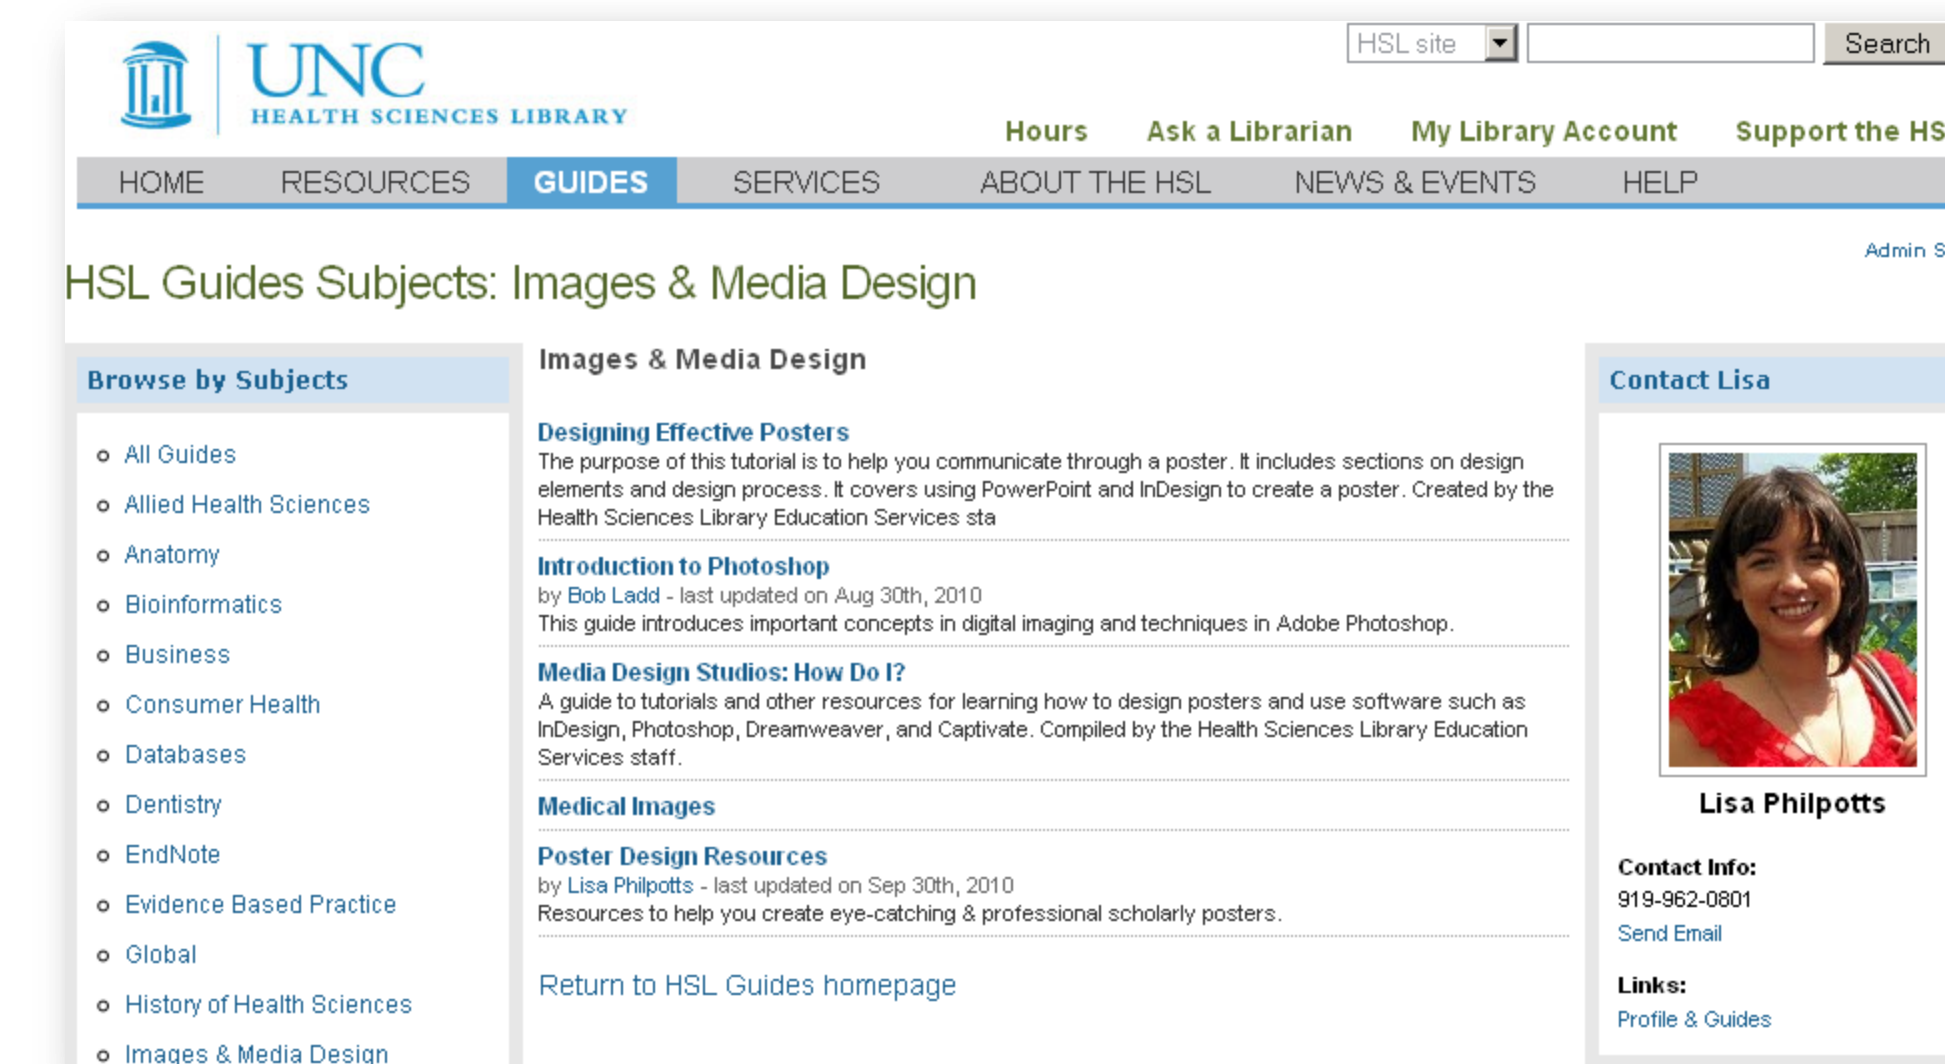 HSL site
Search
UNC
HEALTH SCIENCES LIBRARY
Hours Ask a Librarian My Library Account Support the HS
HOME RESOURCES GUIDES SERVICES ABOUT THE HSL NEWS & EVENTS HELP
Admin S
HSL Guides Subjects: Images & Media Design
Browse by Subjects
All Guides
Allied Health Sciences
Anatomy
Bioinformatics
Business
Consumer Health
Databases
Dentistry
EndNote
Evidence Based Practice
Global
History of Health Sciences
Images & Media Design
Images & Media Design
Designing Effective Posters
The purpose of this tutorial is to help you communicate through a poster. It includes sections on design
elements and design process. It covers using PowerPoint and InDesign to create a poster. Created by the
Health Sciences Library Education Services sta
Introduction to Photoshop
by Bob Ladd - last updated on Aug 30th, 2010
This guide introduces important concepts in digital imaging and techniques in Adobe Photoshop.
Media Design Studios: How Do I?
A guide to tutorials and other resources for learning how to design posters and use software such as
InDesign, Photoshop, Dreamweaver, and Captivate. Compiled by the Health Sciences Library Education
Services staff.
Medical Images
Poster Design Resources
by Lisa Philpotts - last updated on Sep 30th, 2010
Resources to help you create eye-catching & professional scholarly posters.
Return to HSL Guides homepage
Contact Lisa
Lisa Philpotts
Contact Info:
919-962-0801
Send Email
Links:
Profile & Guides